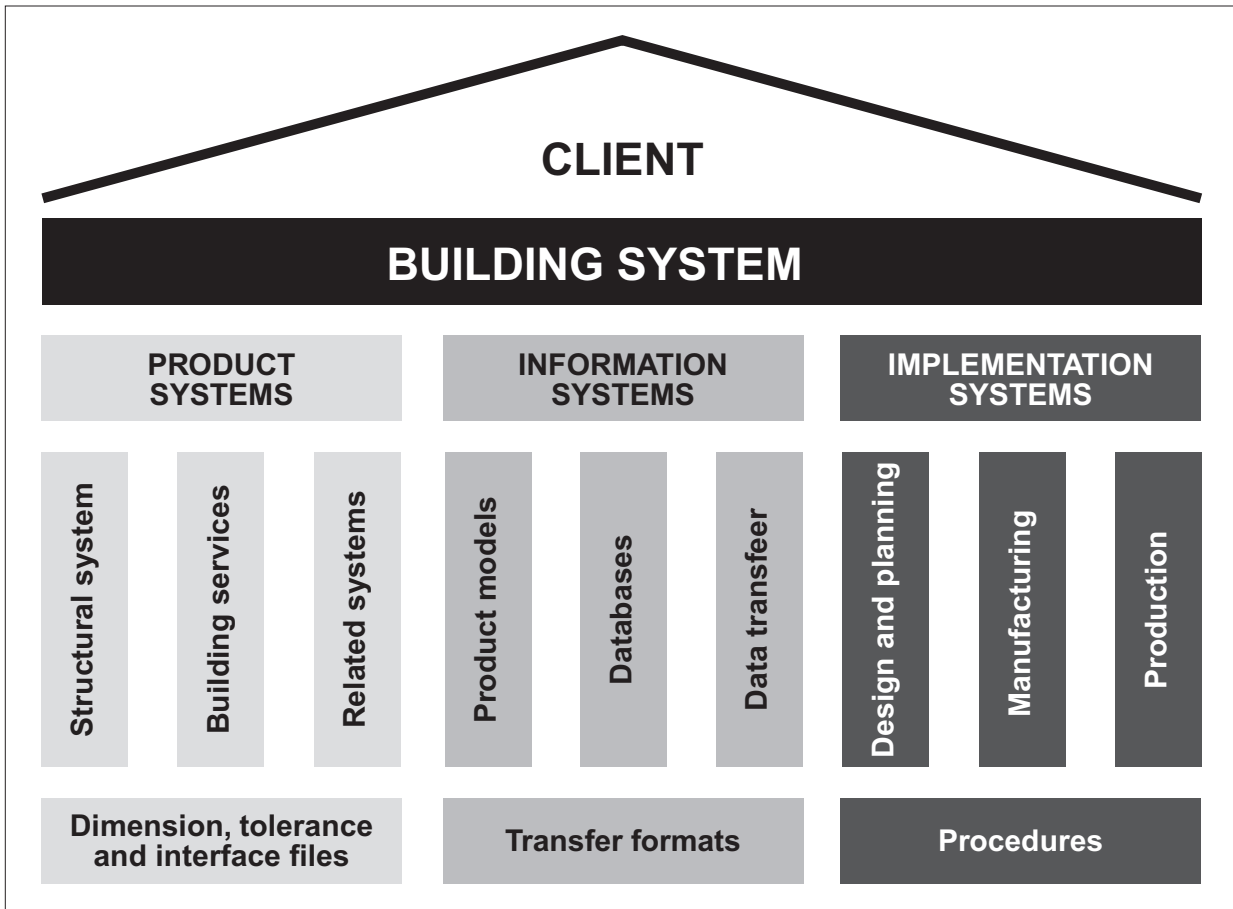 CLIENT
BUILDING SYSTEM
PRODUCT
SYSTEMS
INFORMATION
SYSTEMS
IMPLEMENTATION
SYSTEMS
Structural system
Building services
Related systems
Product models
Databases
Data transfeer
Design and planning
Manufacturing
Production
Dimension, tolerance
and interface files
Transfer formats
Procedures